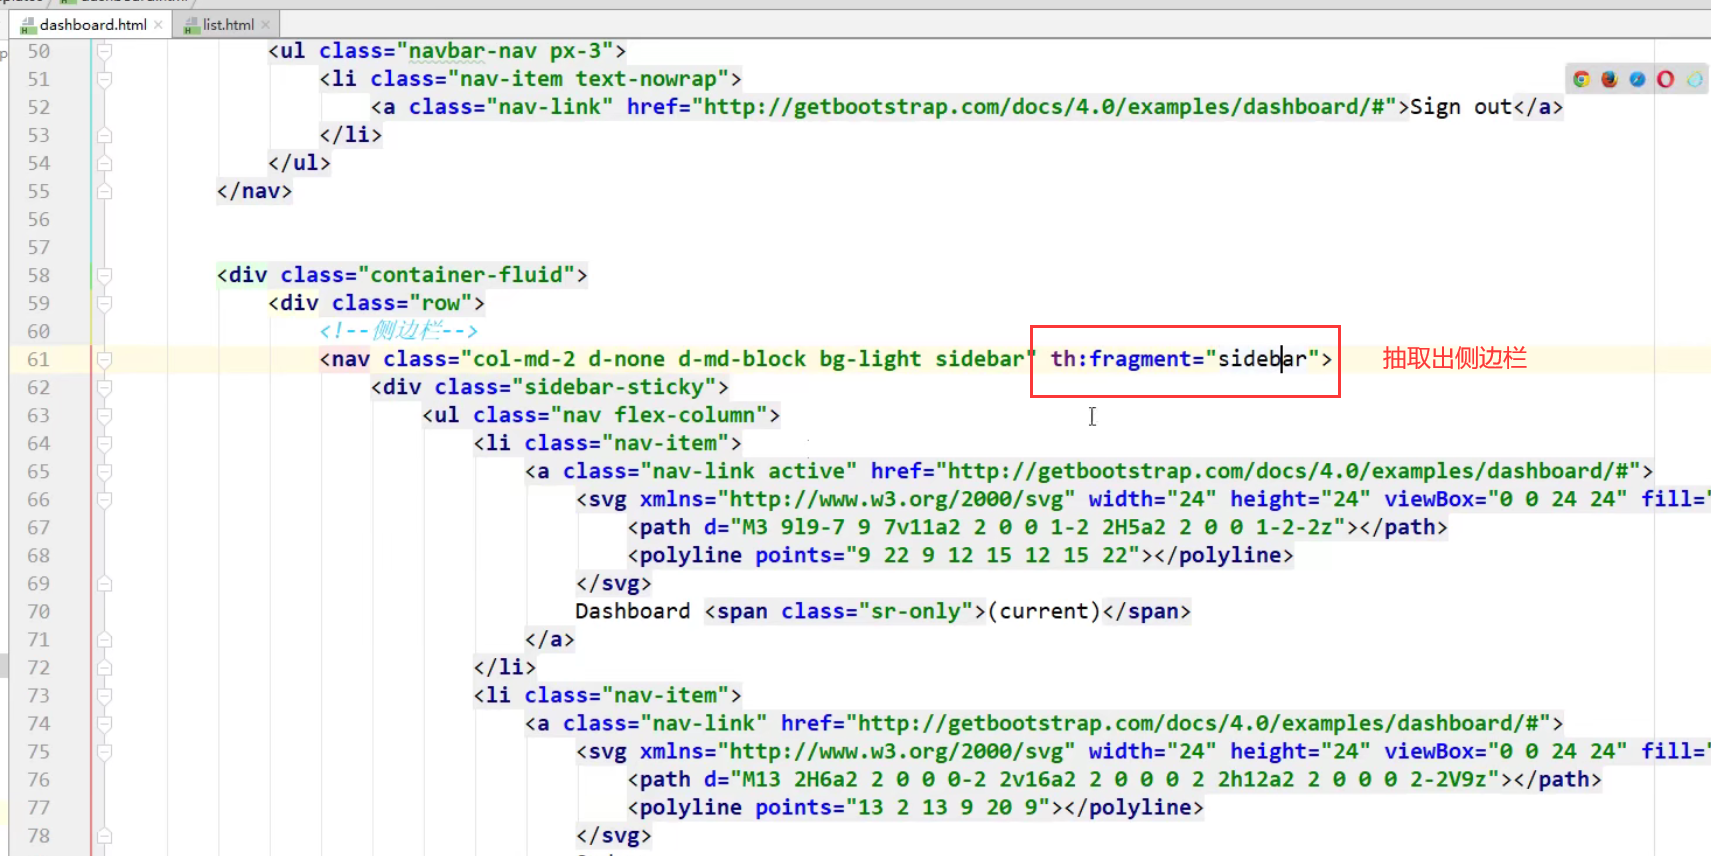 dashboard.html list.html
50 <ul class="navbar-nav px-3">
51 <li class="nav-item text-nowrap">
52 <a class="nav-link" href="http://getbootstrap.com/docs/4.0/examples/dashboard/#">Sign out</a>
53 </li>
54 </ul>
55 </nav>
56
57
58 <div class="container-fluid">
59 <div class="row">
60 <!--侧边栏-->
61 <nav class="col-md-2 d-none d-md-block bg-light sidebar" th:fragment="sidebar"> 抽取出侧边栏
62 <div class="sidebar-sticky">
63 <ul class="nav flex-column">
64 <li class="nav-item">
65 <a class="nav-link active" href="http://getbootstrap.com/docs/4.0/examples/dashboard/#">
66 <svg xmlns="http://www.w3.org/2000/svg" width="24" height="24" viewBox="0 0 24 24" fill="
67 <path d="M3 9l9-7 9 7v11a2 2 0 0 1-2 2H5a2 2 0 0 1-2-2z"></path>
68 <polyline points="9 22 9 12 15 12 15 22"></polyline>
69 </svg>
70 Dashboard <span class="sr-only">(current)</span>
71 </a>
72 </li>
73 <li class="nav-item">
74 <a class="nav-link" href="http://getbootstrap.com/docs/4.0/examples/dashboard/#">
75 <svg xmlns="http://www.w3.org/2000/svg" width="24" height="24" viewBox="0 0 24 24" fill="
76 <path d="M13 2H6a2 2 0 0 0-2 2v16a2 2 0 0 0 2 2h12a2 2 0 0 0 2-2V9z"></path>
77 <polyline points="13 2 13 9 20 9"></polyline>
78 </svg>